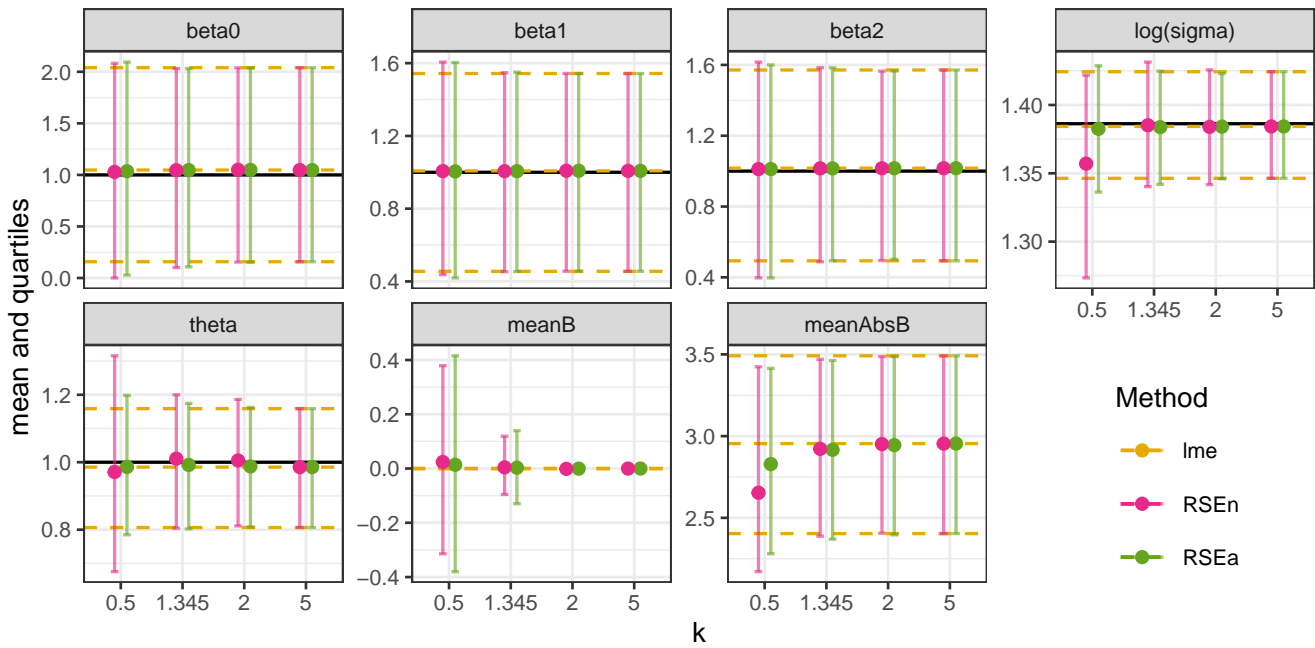 beta0 beta1 beta2 log(sigma)
2.0
1.5
1.0
0.5
0.0
1.6
1.2
0.8
0.4
1.6
1.2
0.8
0.4
1.40
1.35
1.30
0.5 1.345 2 5
theta meanB meanAbsB
1.2
1.0
0.8
0.4
0.2
0.0
−0.2
−0.4
3.5
3.0
2.5
0.5 1.345 2 5
0.5 1.345 2 5
0.5 1.345 2 5
k
mean and quartiles
Method
lme
RSEn
RSEa